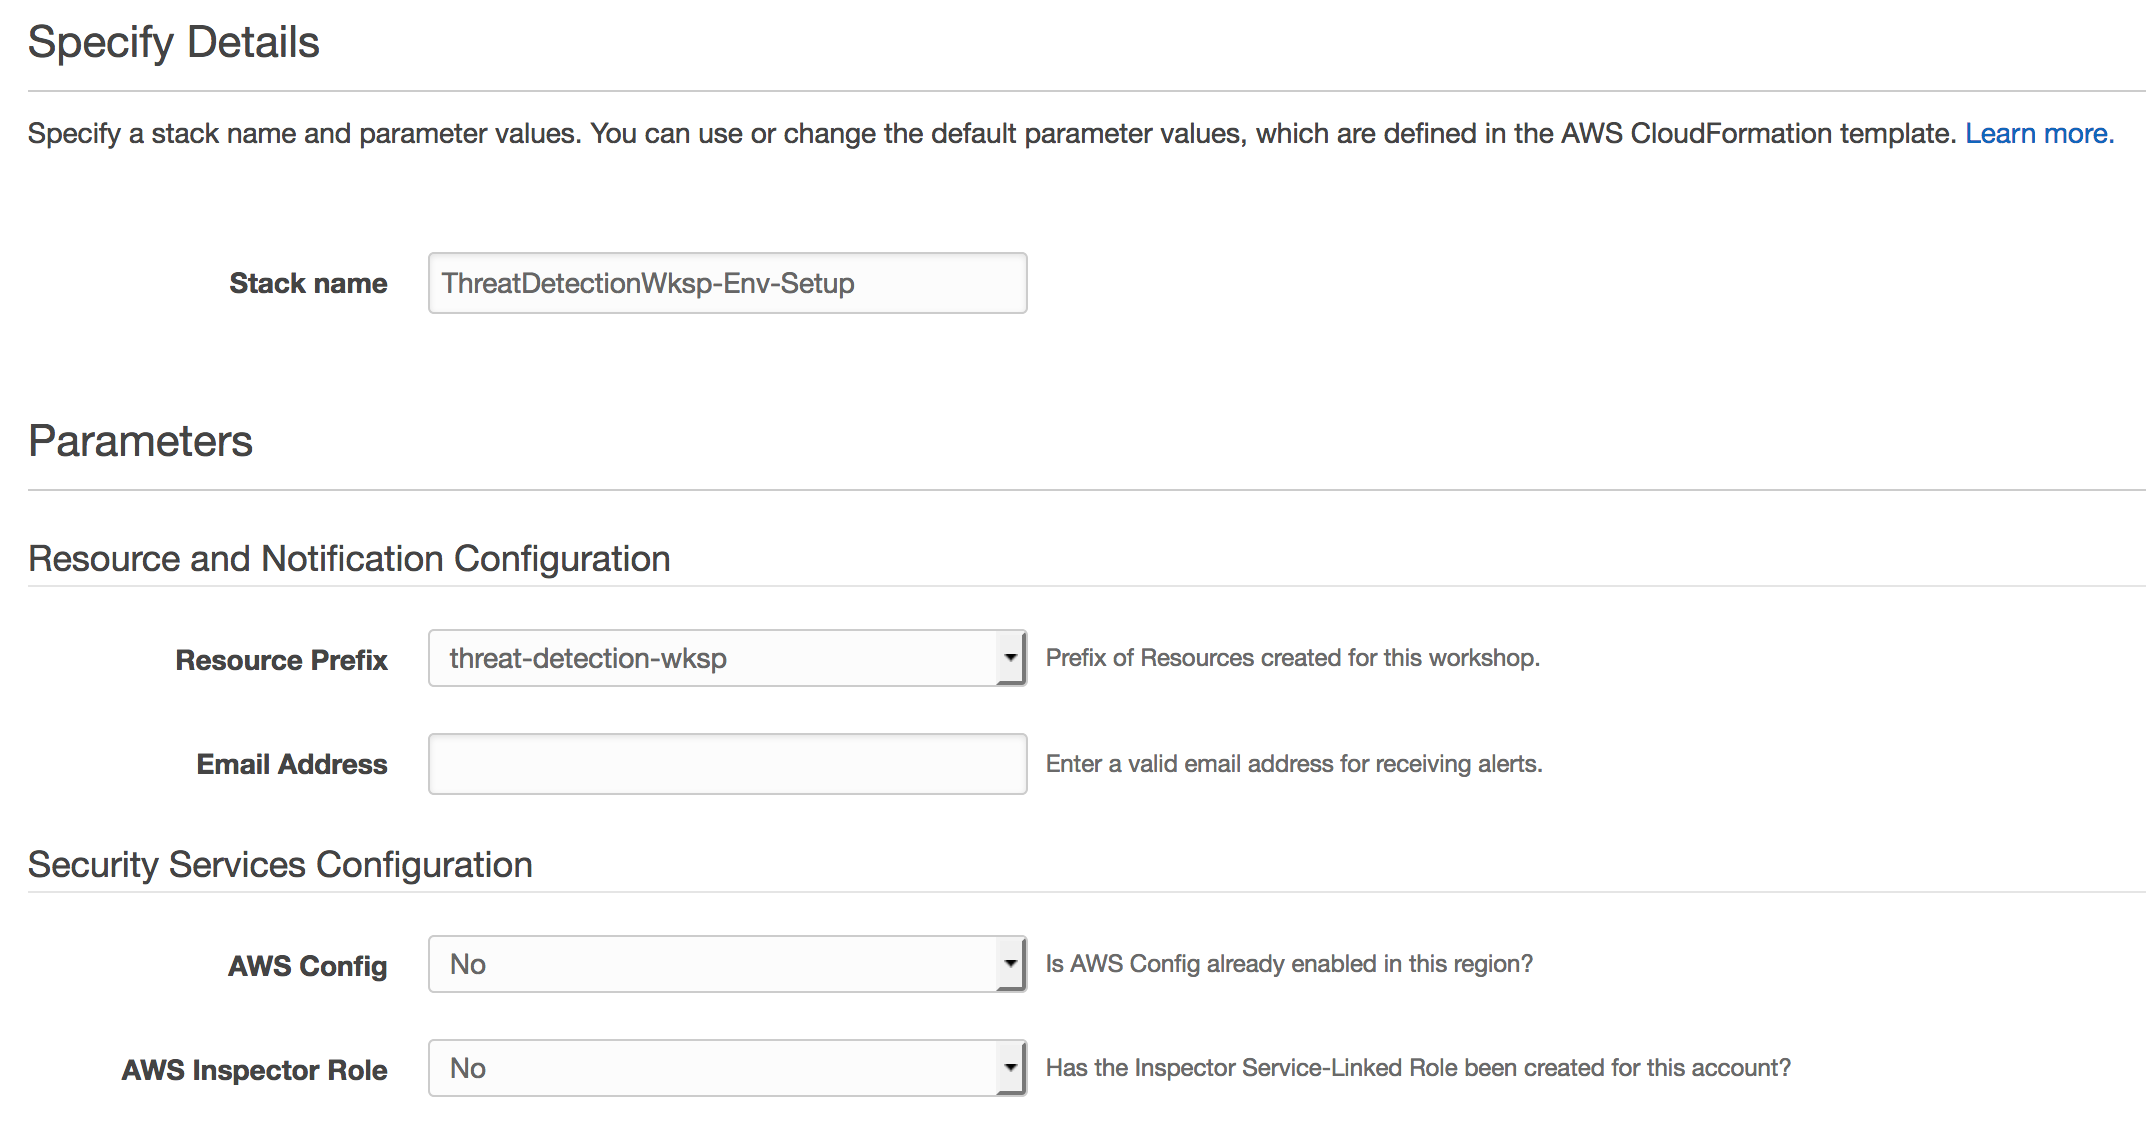 Specify Details
Specify a stack name and parameter values. You can use or change the default parameter values, which are defined in the AWS CloudFormation template. Learn more.
Stack name ThreatDetectionWksp-Env-Setup
Parameters
Resource and Notification Configuration
Resource Prefix threat-detection-wksp Prefix of Resources created for this workshop.
Email Address Enter a valid email address for receiving alerts.
Security Services Configuration
AWS Config No Is AWS Config already enabled in this region?
AWS Inspector Role No Has the Inspector Service-Linked Role been created for this account?